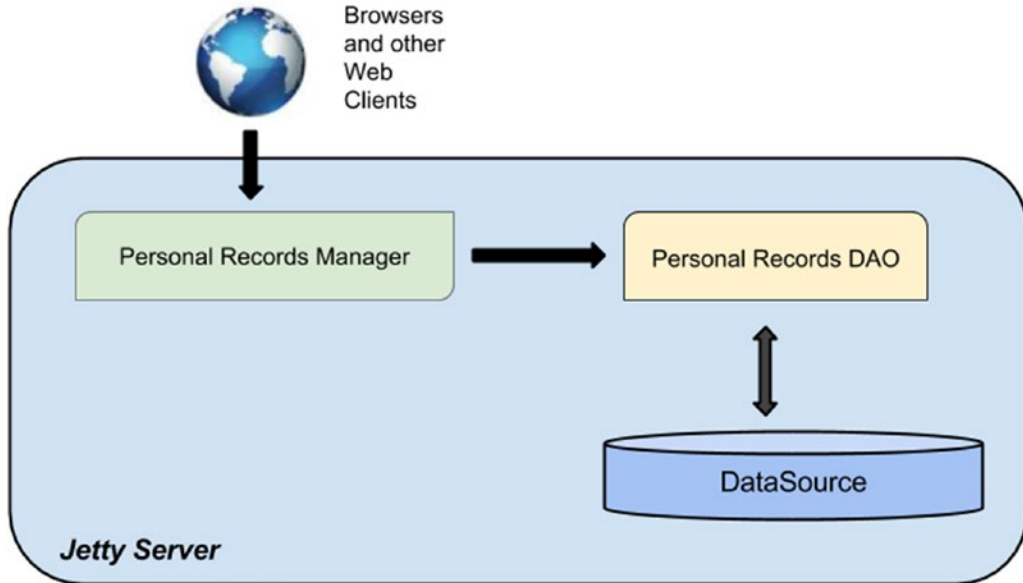 Browsers
and other
Web
Clients
Personal Records Manager
Personal Records DAO
DataSource
Jetty Server